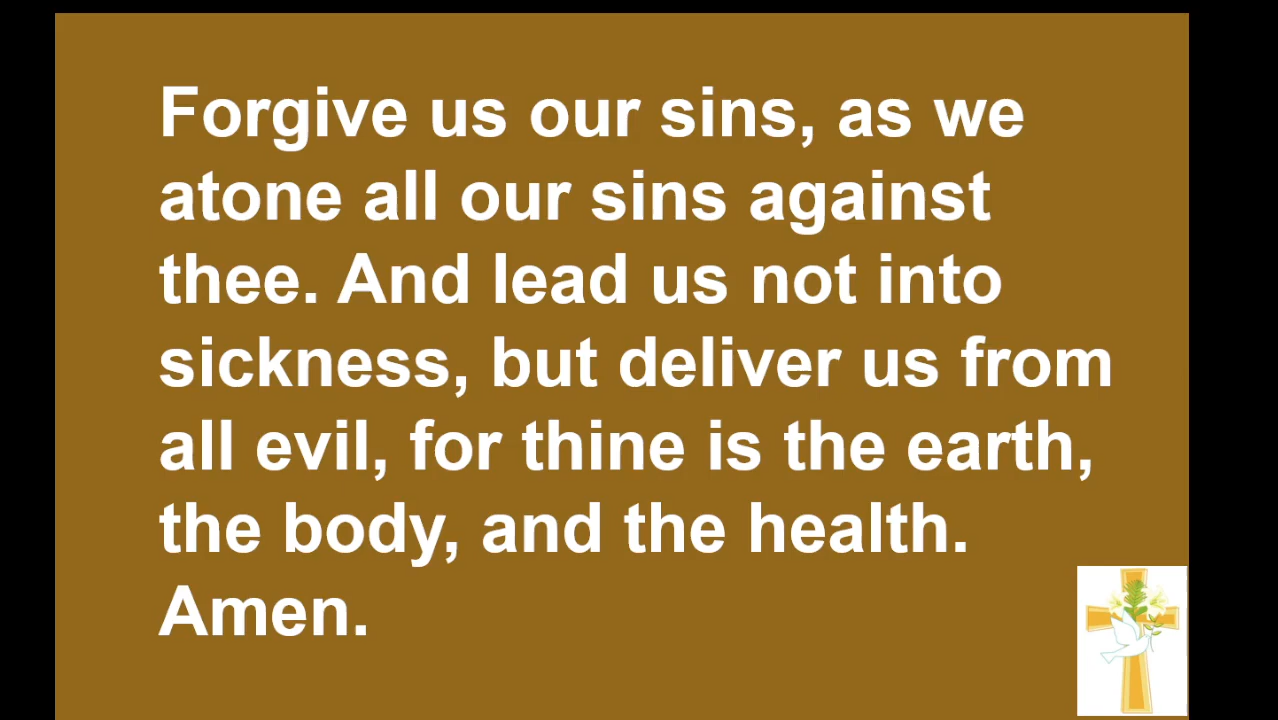 Forgive us our sins, as we
atone all our sins against
thee. And lead us not into
sickness, but deliver us from
all evil, for thine is the earth,
the body, and the health.
Amen.